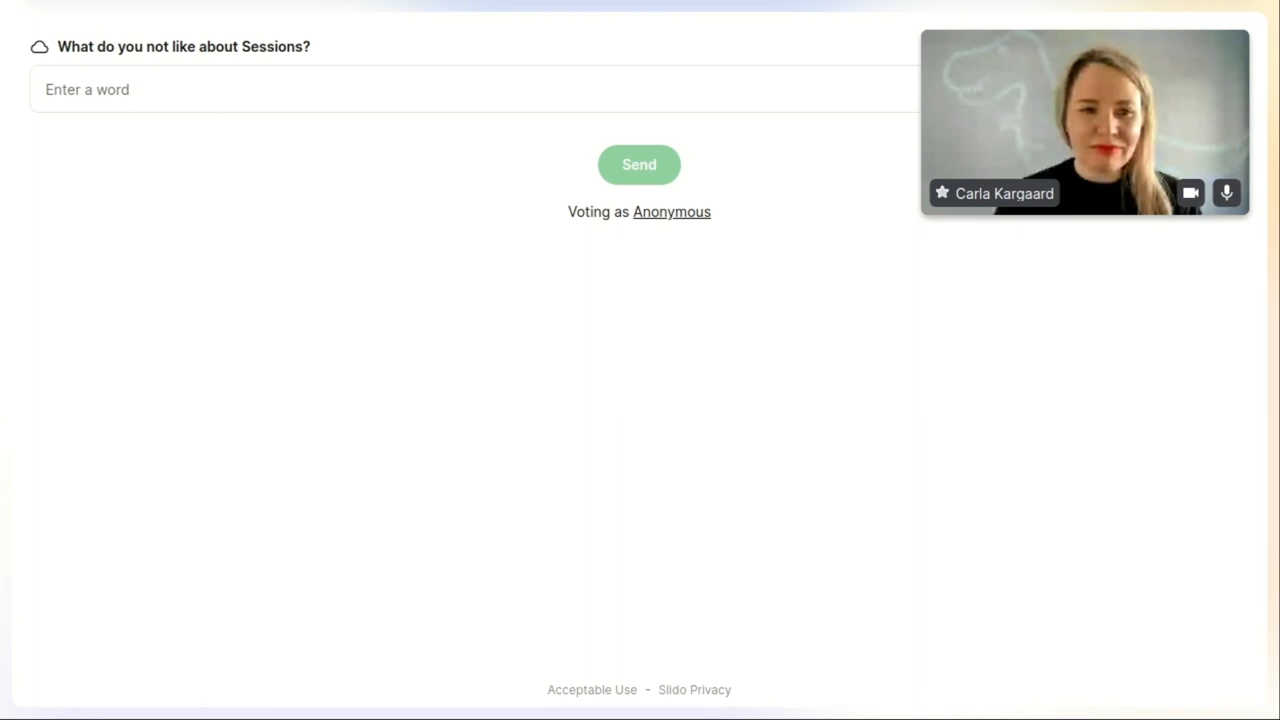 What do you not like about Sessions?
Enter a word
Send
Voting as Anonymous
Carla Kargaard
Acceptable Use - Slido Privacy